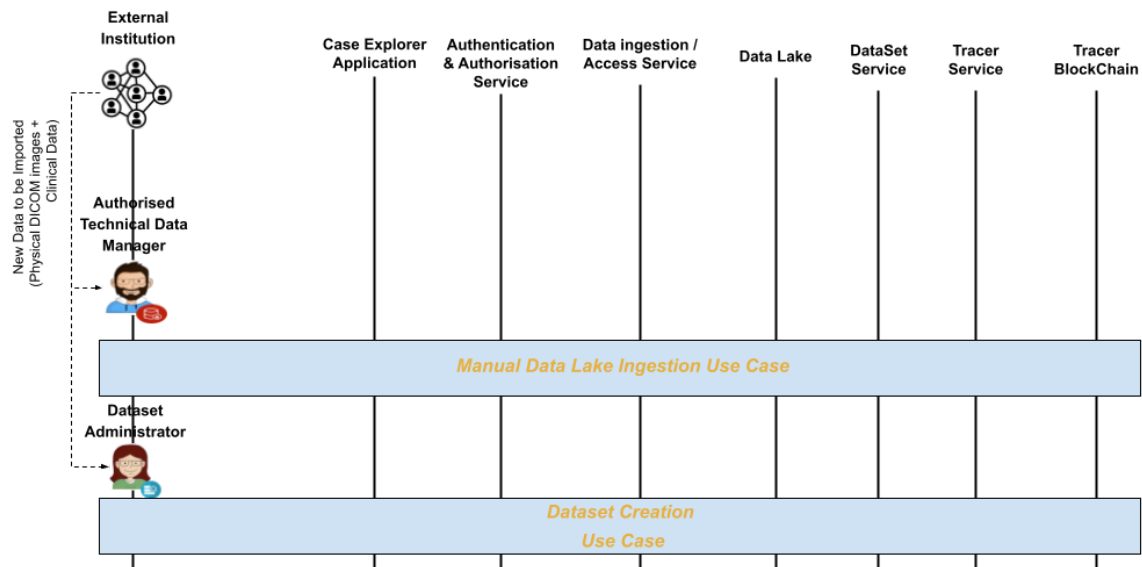 External
Institution
Case Explorer
Application
Authentication
& Authorisation
Service
Data ingestion /
Access Service
Data Lake
DataSet
Service
Tracer
Service
Tracer
BlockChain
New Data to be Imported
(Physical DICOM images +
Clinical Data)
Authorised
Technical Data
Manager
Manual Data Lake Ingestion Use Case
Dataset
Administrator
Dataset Creation
Use Case